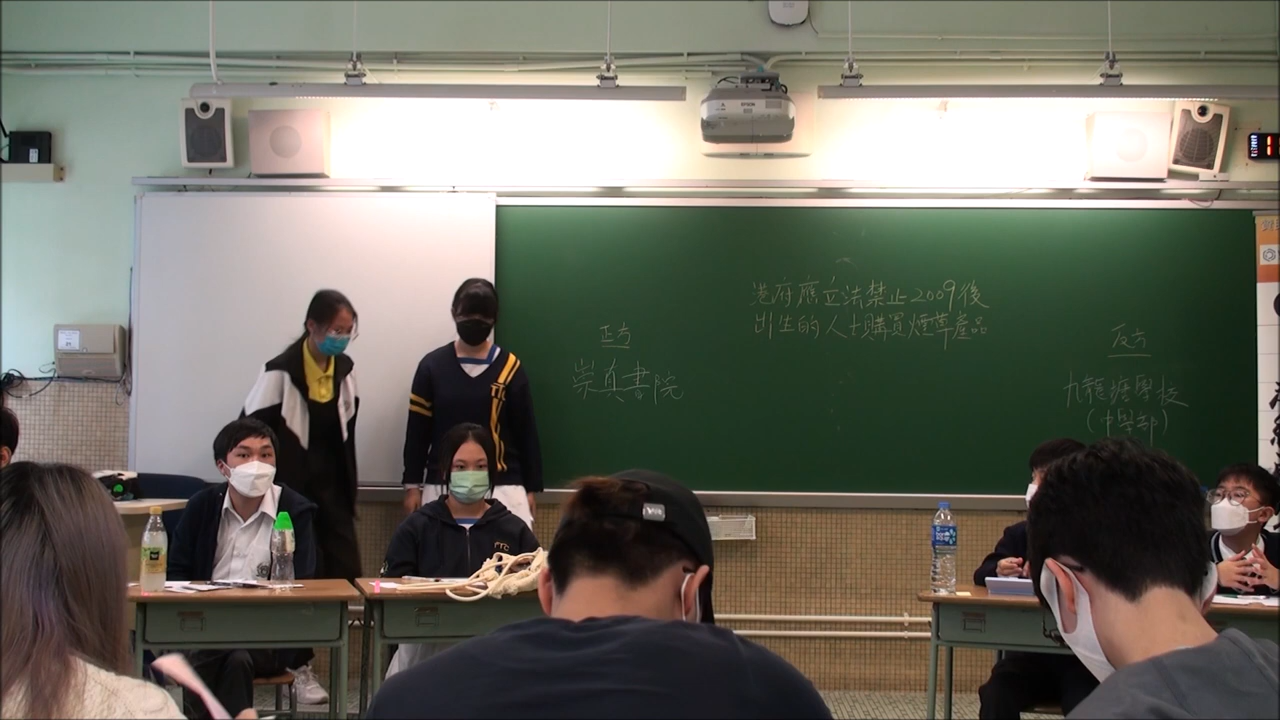 港府應立法禁止2009後
出生的人士購買煙草產品
正方
崇真書院
反方
九龍塘學校
(中學部)
EPSON